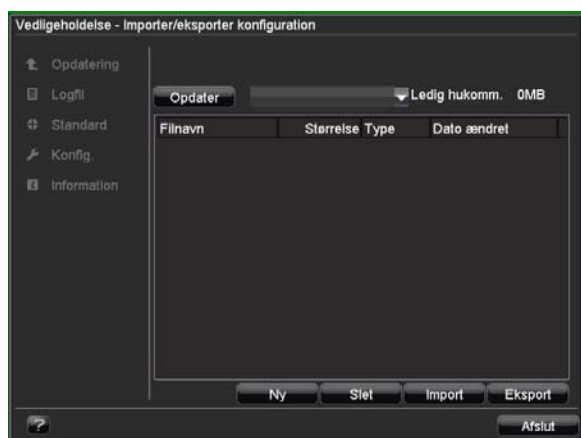 Vedligeholdelse - Importer/eksporter konfiguration
Opdatering
Logfil
Standard
Konfig.
Information
Opdater
Ledig hukomm. 0MB
Filnavn Størrelse Type Dato ændret
Ny Slet Import Eksport
? Afslut